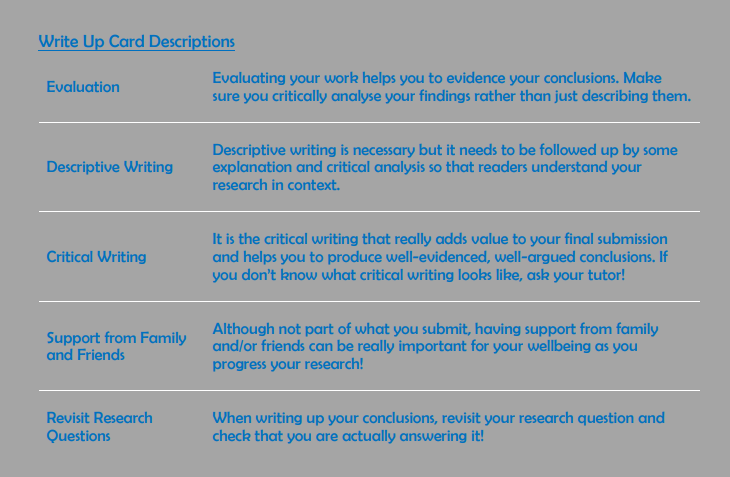 Write Up Card Descriptions
Evaluation
Evaluating your work helps you to evidence your conclusions. Make
sure you critically analyse your findings rather than just describing them.
Descriptive Writing
Descriptive writing is necessary but it needs to be followed up by some
explanation and critical analysis so that readers understand your
research in context.
Critical Writing
It is the critical writing that really adds value to your final submission
and helps you to produce well-evidenced, well-argued conclusions. If
you don't know what critical writing looks like, ask your tutor!
Support from Family
and Friends
Although not part of what you submit, having support from family
and/or friends can be really important for your wellbeing as you
progress your research!
Revisit Research
Questions
When writing up your conclusions, revisit your research question and
check that you are actually answering it!